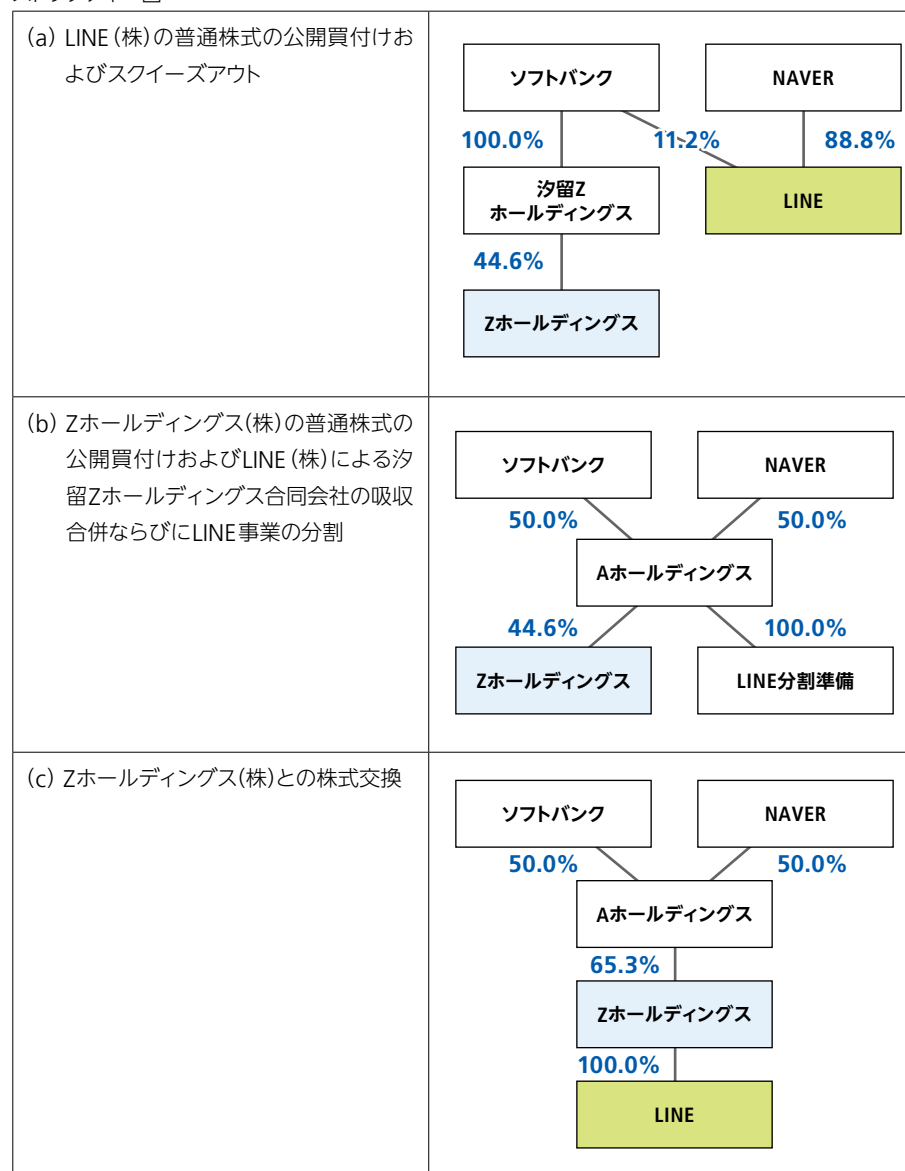 (a) LINE(株)の普通株式の公開買付けお
よびスクイーズアウト
ソフトバンク
NAVER
100.0%
11.2%
88.8%
汐留Z
ホールディングス
LINE
44.6%
Zホールディングス
(b) Zホールディングス(株)の普通株式の
公開買付けおよびLINE(株)による汐
留Zホールディングス合同会社の吸収
合併ならびにLINE事業の分割
ソフトバンク
NAVER
50.0%
50.0%
Aホールディングス
44.6%
100.0%
Zホールディングス
LINE分割準備
(c) Zホールディングス(株)との株式交換
ソフトバンク
NAVER
50.0%
50.0%
Aホールディングス
65.3%
Zホールディングス
100.0%
LINE